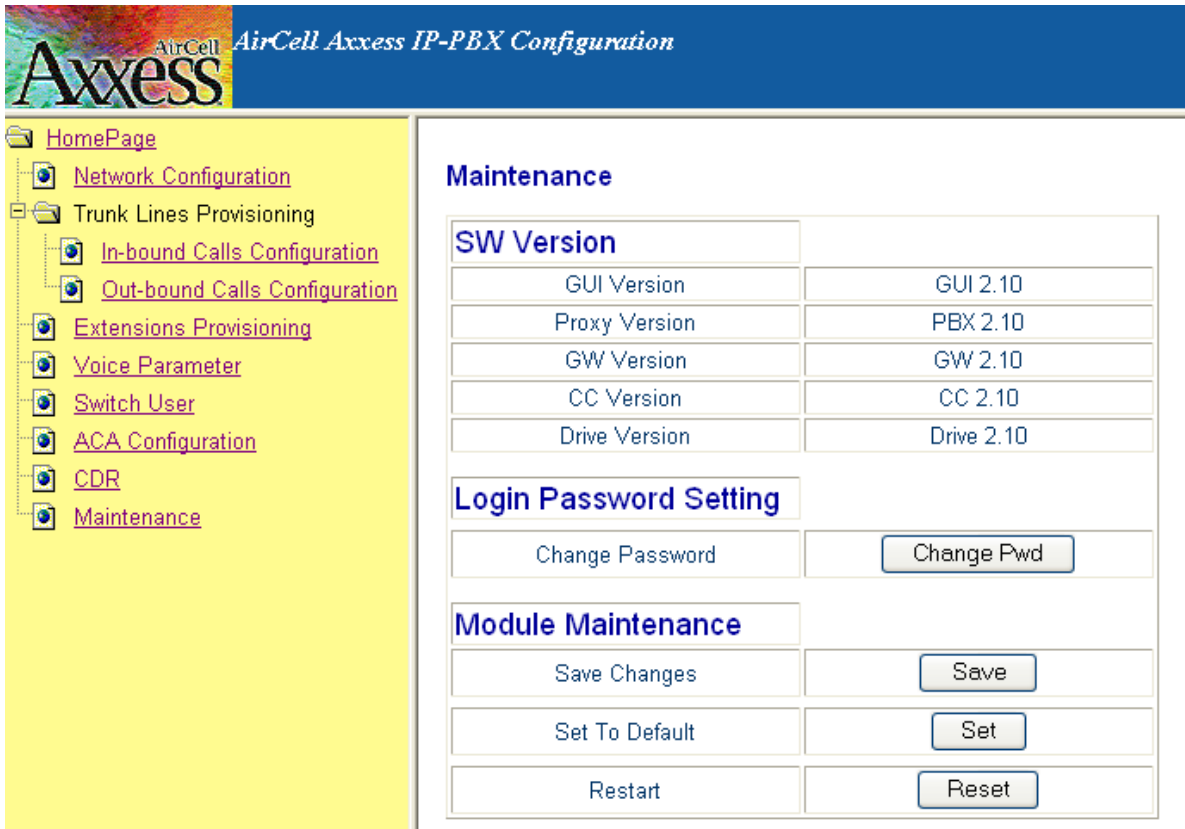 AirCell
Axxess
AirCell Axxess IP-PBX Configuration
HomePage
Network Configuration
Trunk Lines Provisioning
In-bound Calls Configuration
Out-bound Calls Configuration
Extensions Provisioning
Voice Parameter
Switch User
ACA Configuration
CDR
Maintenance
Maintenance
SW Version
GUI Version GUI 2.10
Proxy Version PBX 2.10
GW Version GW 2.10
CC Version CC 2.10
Drive Version Drive 2.10
Login Password Setting
Change Password Change Pwd
Module Maintenance
Save Changes Save
Set To Default Set
Restart Reset